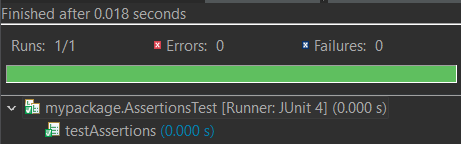 Finished after 0.018 seconds
Runs: 1/1 Errors: 0 Failures: 0
mypackage.AssertionsTest [Runner: JUnit 4] (0.000 s)
testAssertions (0.000 s)